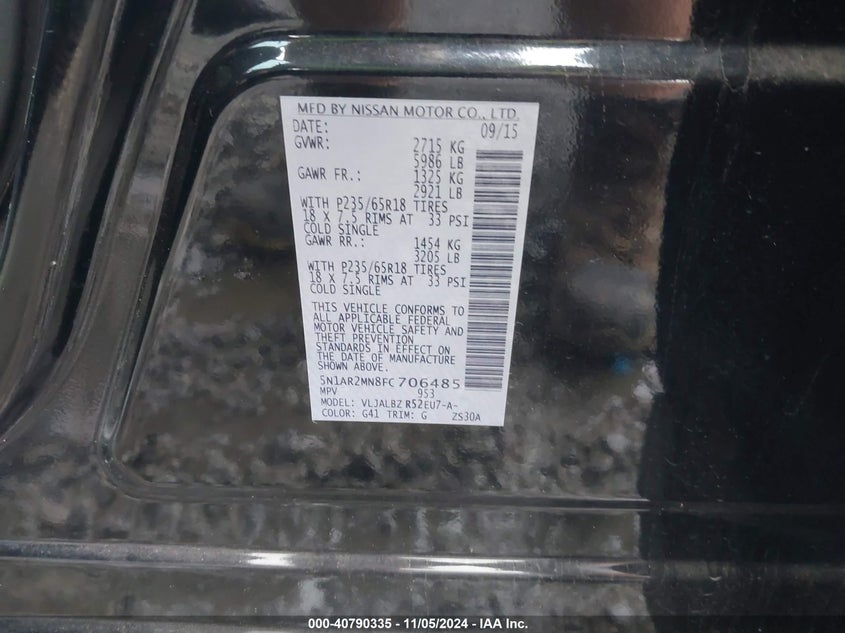 MFD BY NISSAN MOTOR CO., LTD.
DATE: 09/15
GVWR: 2715 KG
5986 LB
GAWR FR.: 1325 KG
2921 LB
WITH P235/65R18 TIRES
18 X 7.5 RIMS AT 33 PSI
COLD SINGLE
GAWR RR.: 1454 KG
3205 LB
WITH P235/65R18 TIRES
18 X 7.5 RIMS AT 33 PSI
COLD SINGLE
THIS VEHICLE CONFORMS TO
ALL APPLICABLE FEDERAL
MOTOR VEHICLE SAFETY AND
THEFT PREVENTION
STANDARDS IN EFFECT ON
THE DATE OF MANUFACTURE
SHOWN ABOVE.
5N1AR2MN8FC706485
MPV 953
MODEL: VLJALBZ R52EU7-A-
COLOR: G41 TRIM: G ZS30A
000-40790335 - 11/05/2024 - IAA Inc.